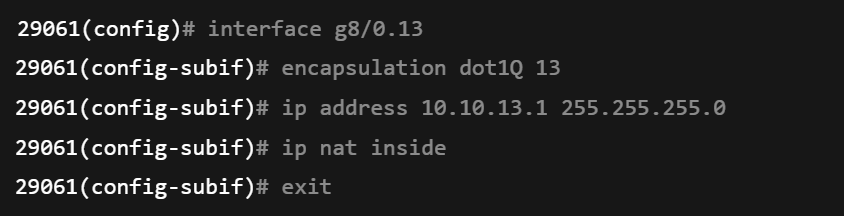 29061(config)# interface g8/0.13
29061(config-subif)# encapsulation dot1Q 13
29061(config-subif)# ip address 10.10.13.1 255.255.255.0
29061(config-subif)# ip nat inside
29061(config-subif)# exit